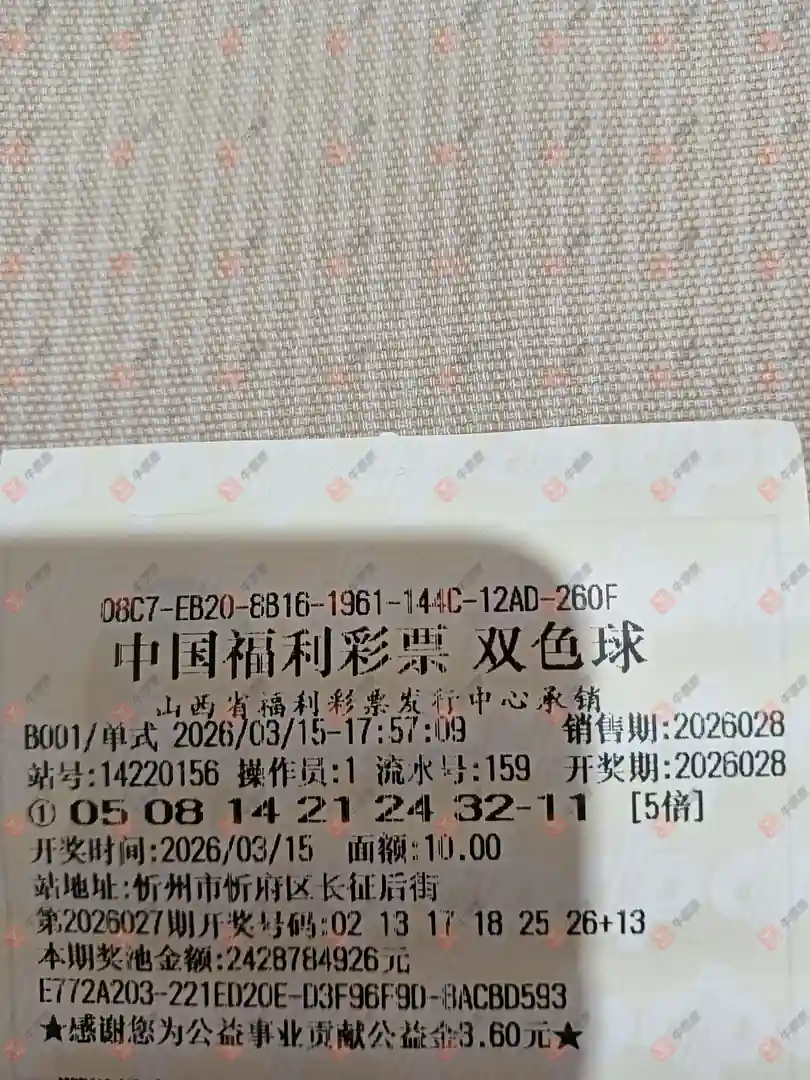 08C7-EB20-8B16-1961-144C-12AD-260F
中国福利彩票 双色球
山西省福利彩票发行中心承销
B001/单式 2026/03/15-17:57:09 销售期:2026028
站号:14220156 操作员:1 流水号:159 开奖期:2026028
① 05 08 14 21 24 32-11 [5倍]
开奖时间:2026/03/15 面额:10.00
站地址:忻州市忻府区长征后街
第2026027期开奖号码:02 13 17 18 25 26+13
本期奖池金额:2428784926元
E772A203-221ED20E-D3F96F9D-8ACBD593
★感谢您为公益事业贡献公益金3.60元★